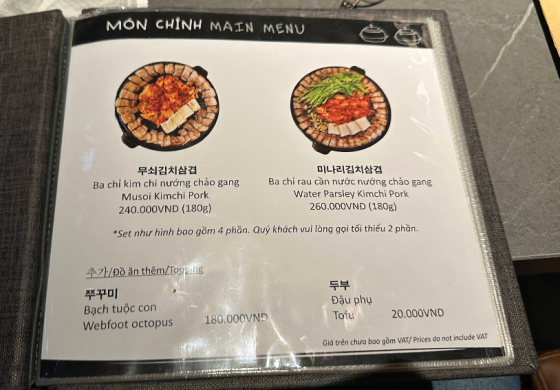 MÓN CHÍNH MAIN MENU
무쇠김치삼겹
Ba chỉ kim chi nướng chảo gang
Musoi Kimchi Pork
240.000VND (180g)
미나리김치삼겹
Ba chỉ rau cần nước nướng chảo gang
Water Parsley Kimchi Pork
260.000VND (180g)
*Set như hình bao gồm 4 phần. Quý khách vui lòng gọi tối thiểu 2 phần.
추가/Đồ ăn thêm/Topping
쭈꾸미
Bạch tuộc con
Webfoot octopus 180.000VND
두부
Đậu phụ
Tofu 20.000VND
Giá trên chưa bao gồm VAT/ Prices do not include VAT